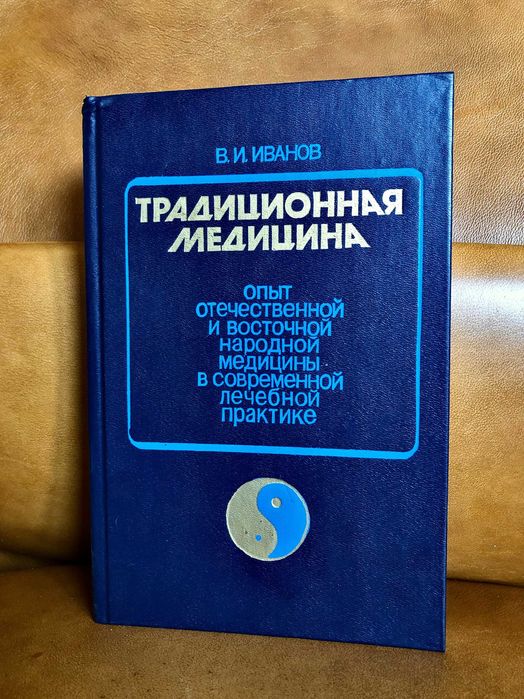 В. И. ИВАНОВ
ТРАДИЦИОННАЯ
МЕДИЦИНА
ОПЫТ
ОТЕЧЕСТВЕННОЙ
И ВОСТОЧНОЙ
НАРОДНОЙ
МЕДИЦИНЫ
В СОВРЕМЕННОЙ
ЛЕЧЕБНОЙ
ПРАКТИКЕ